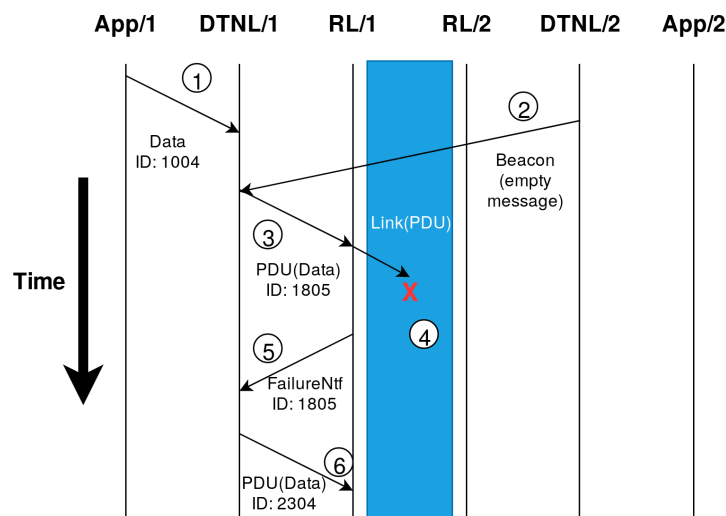 App/1 DTNL/1 RL/1 RL/2 DTNL/2 App/2
1
2
Data
ID: 1004
Beacon
(empty
message)
Link(PDU)
3
PDU(Data)
ID: 1805
Time
X
4
5
FailureNtf
ID: 1805
6
PDU(Data)
ID: 2304